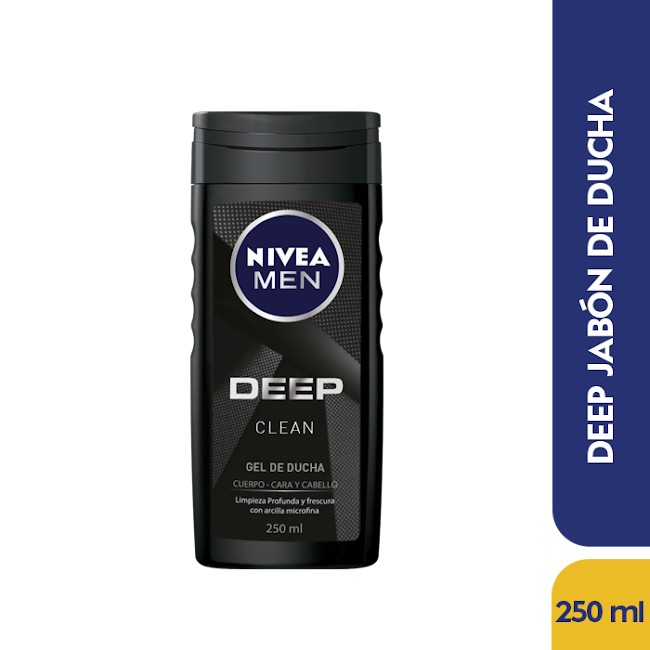 NIVEA
MEN
DEEP
CLEAN
GEL DE DUCHA
CUERPO - CARA Y CABELLO
Limpieza Profunda y frescura
con arcilla microfina
250 ml
DEEP JABÓN DE DUCHA
250 ml